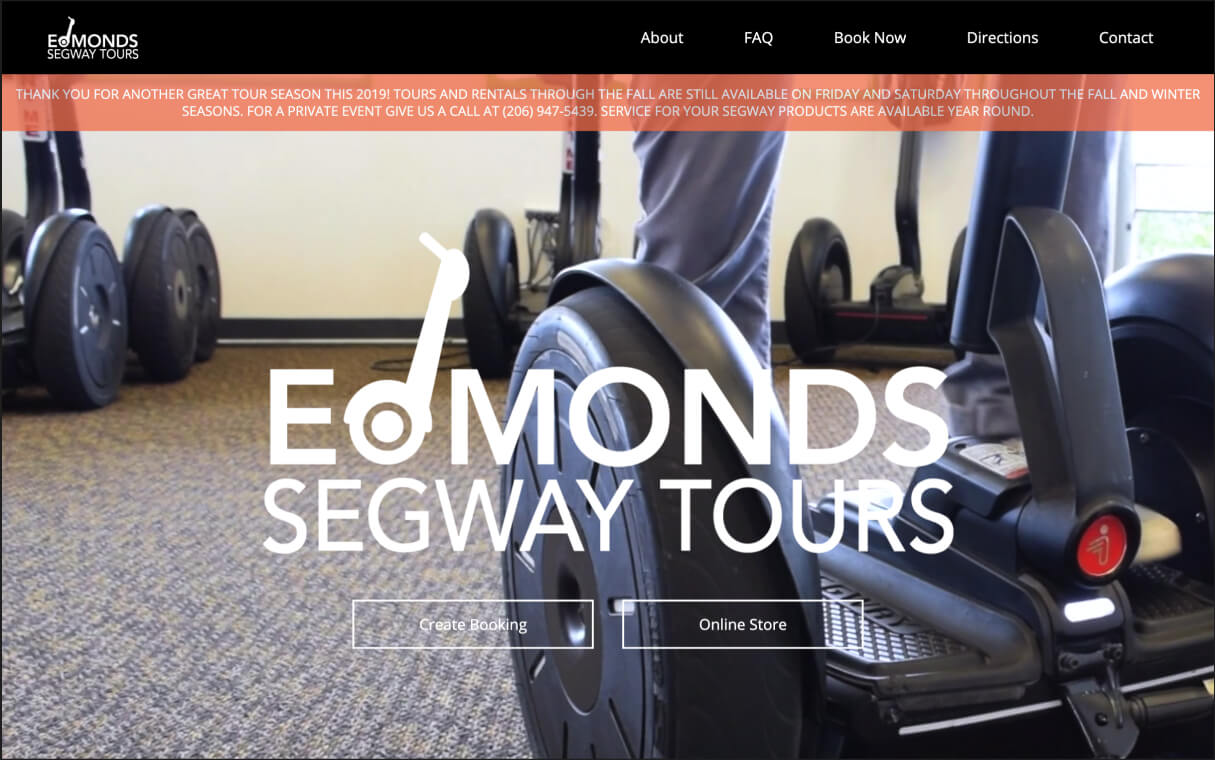 EDMONDS
SEGWAY TOURS
About
FAQ
Book Now
Directions
Contact
THANK YOU FOR ANOTHER GREAT TOUR SEASON THIS 2019! TOURS AND RENTALS THROUGH THE FALL ARE STILL AVAILABLE ON FRIDAY AND SATURDAY THROUGHOUT THE FALL AND WINTER
SEASONS. FOR A PRIVATE EVENT GIVE US A CALL AT (206) 947-5439. SERVICE FOR YOUR SEGWAY PRODUCTS ARE AVAILABLE YEAR ROUND.
EDMONDS
SEGWAY TOURS
Create Booking
Online Store